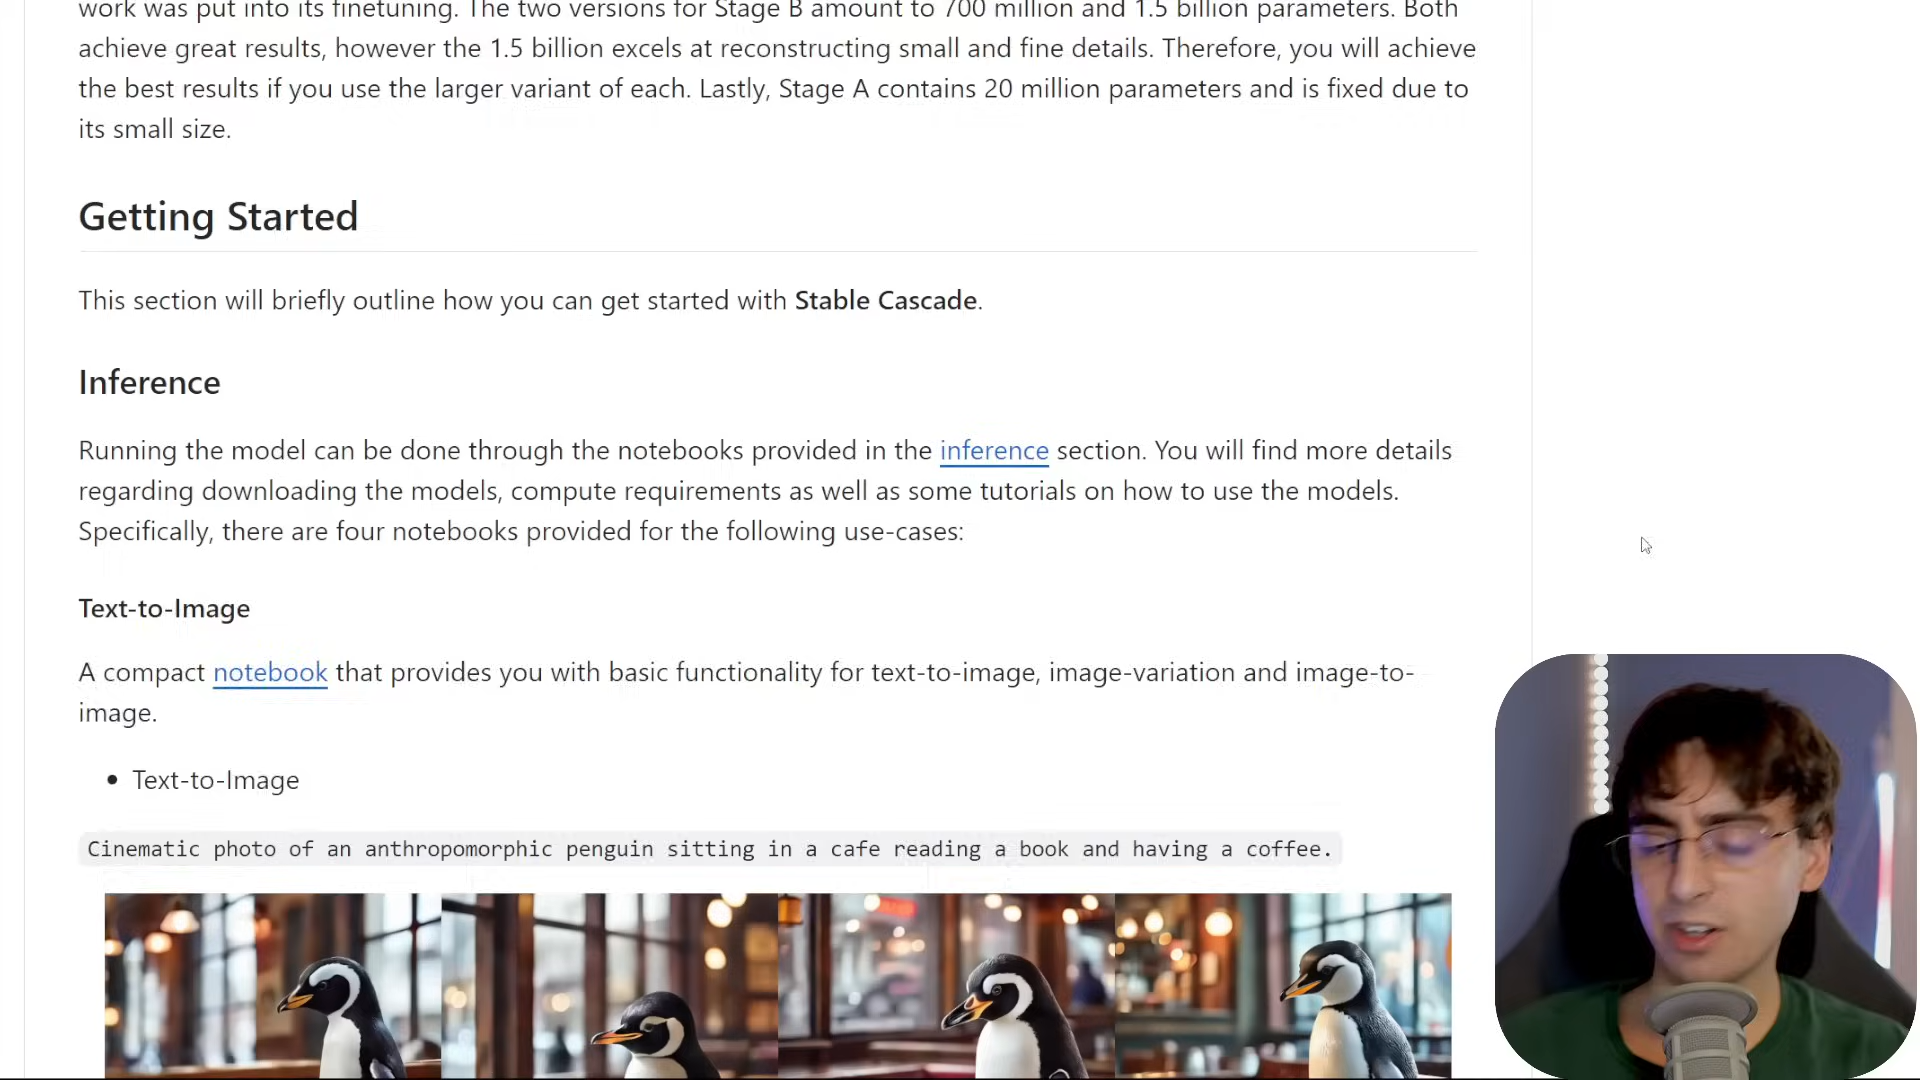 work was put into its finetuning. The two versions for Stage B amount to 700 million and 1.5 billion parameters. Both
achieve great results, however the 1.5 billion excels at reconstructing small and fine details. Therefore, you will achieve
the best results if you use the larger variant of each. Lastly, Stage A contains 20 million parameters and is fixed due to
its small size.
Getting Started
This section will briefly outline how you can get started with Stable Cascade.
Inference
Running the model can be done through the notebooks provided in the inference section. You will find more details
regarding downloading the models, compute requirements as well as some tutorials on how to use the models.
Specifically, there are four notebooks provided for the following use-cases:
Text-to-Image
A compact notebook that provides you with basic functionality for text-to-image, image-variation and image-to-
image.
• Text-to-Image
Cinematic photo of an anthropomorphic penguin sitting in a cafe reading a book and having a coffee.